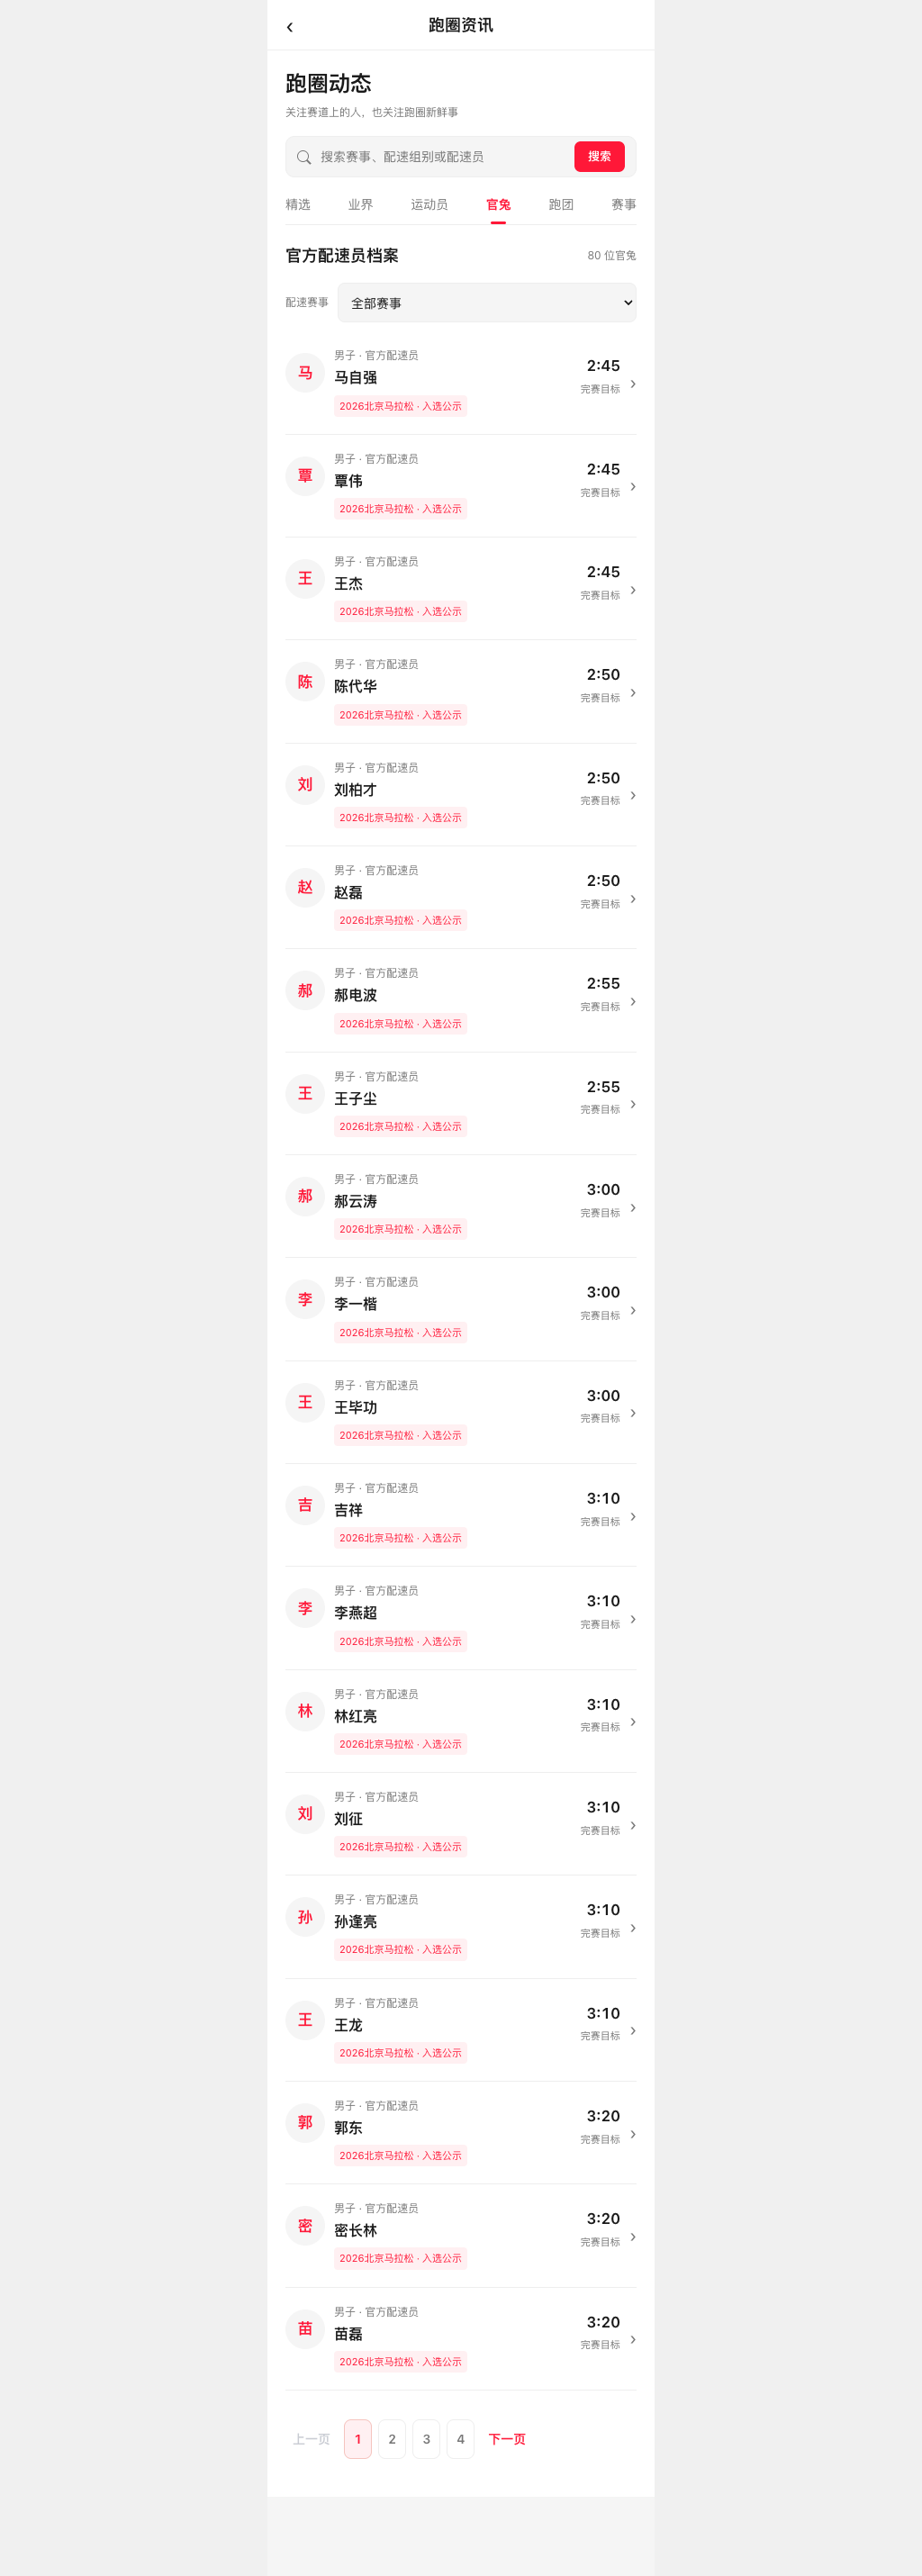 跑圈资讯
跑圈动态
关注赛道上的人，也关注跑圈新鲜事
搜索赛事、配速组别或配速员
搜索
精选 业界 运动员 官兔 跑团 赛事
官方配速员档案 80 位官兔
配速赛事 全部赛事
男子 · 官方配速员
马 马自强 2:45 完赛目标
2026北京马拉松 · 入选公示
男子 · 官方配速员
覃 覃伟 2:45 完赛目标
2026北京马拉松 · 入选公示
男子 · 官方配速员
王 王杰 2:45 完赛目标
2026北京马拉松 · 入选公示
男子 · 官方配速员
陈 陈代华 2:50 完赛目标
2026北京马拉松 · 入选公示
男子 · 官方配速员
刘 刘柏才 2:50 完赛目标
2026北京马拉松 · 入选公示
男子 · 官方配速员
赵 赵磊 2:50 完赛目标
2026北京马拉松 · 入选公示
男子 · 官方配速员
郝 郝电波 2:55 完赛目标
2026北京马拉松 · 入选公示
男子 · 官方配速员
王 王子尘 2:55 完赛目标
2026北京马拉松 · 入选公示
男子 · 官方配速员
郝 郝云涛 3:00 完赛目标
2026北京马拉松 · 入选公示
男子 · 官方配速员
李 李一楷 3:00 完赛目标
2026北京马拉松 · 入选公示
男子 · 官方配速员
王 王毕功 3:00 完赛目标
2026北京马拉松 · 入选公示
男子 · 官方配速员
吉 吉祥 3:10 完赛目标
2026北京马拉松 · 入选公示
男子 · 官方配速员
李 李燕超 3:10 完赛目标
2026北京马拉松 · 入选公示
男子 · 官方配速员
林 林红亮 3:10 完赛目标
2026北京马拉松 · 入选公示
男子 · 官方配速员
刘 刘征 3:10 完赛目标
2026北京马拉松 · 入选公示
男子 · 官方配速员
孙 孙逢亮 3:10 完赛目标
2026北京马拉松 · 入选公示
男子 · 官方配速员
王 王龙 3:10 完赛目标
2026北京马拉松 · 入选公示
男子 · 官方配速员
郭 郭东 3:20 完赛目标
2026北京马拉松 · 入选公示
男子 · 官方配速员
密 密长林 3:20 完赛目标
2026北京马拉松 · 入选公示
男子 · 官方配速员
苗 苗磊 3:20 完赛目标
2026北京马拉松 · 入选公示
上一页 1 2 3 4 下一页